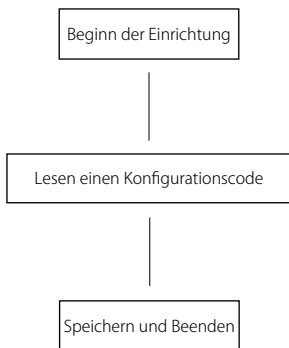 Beginn der Einrichtung
Lesen einen Konfigurationscode
Speichern und Beenden